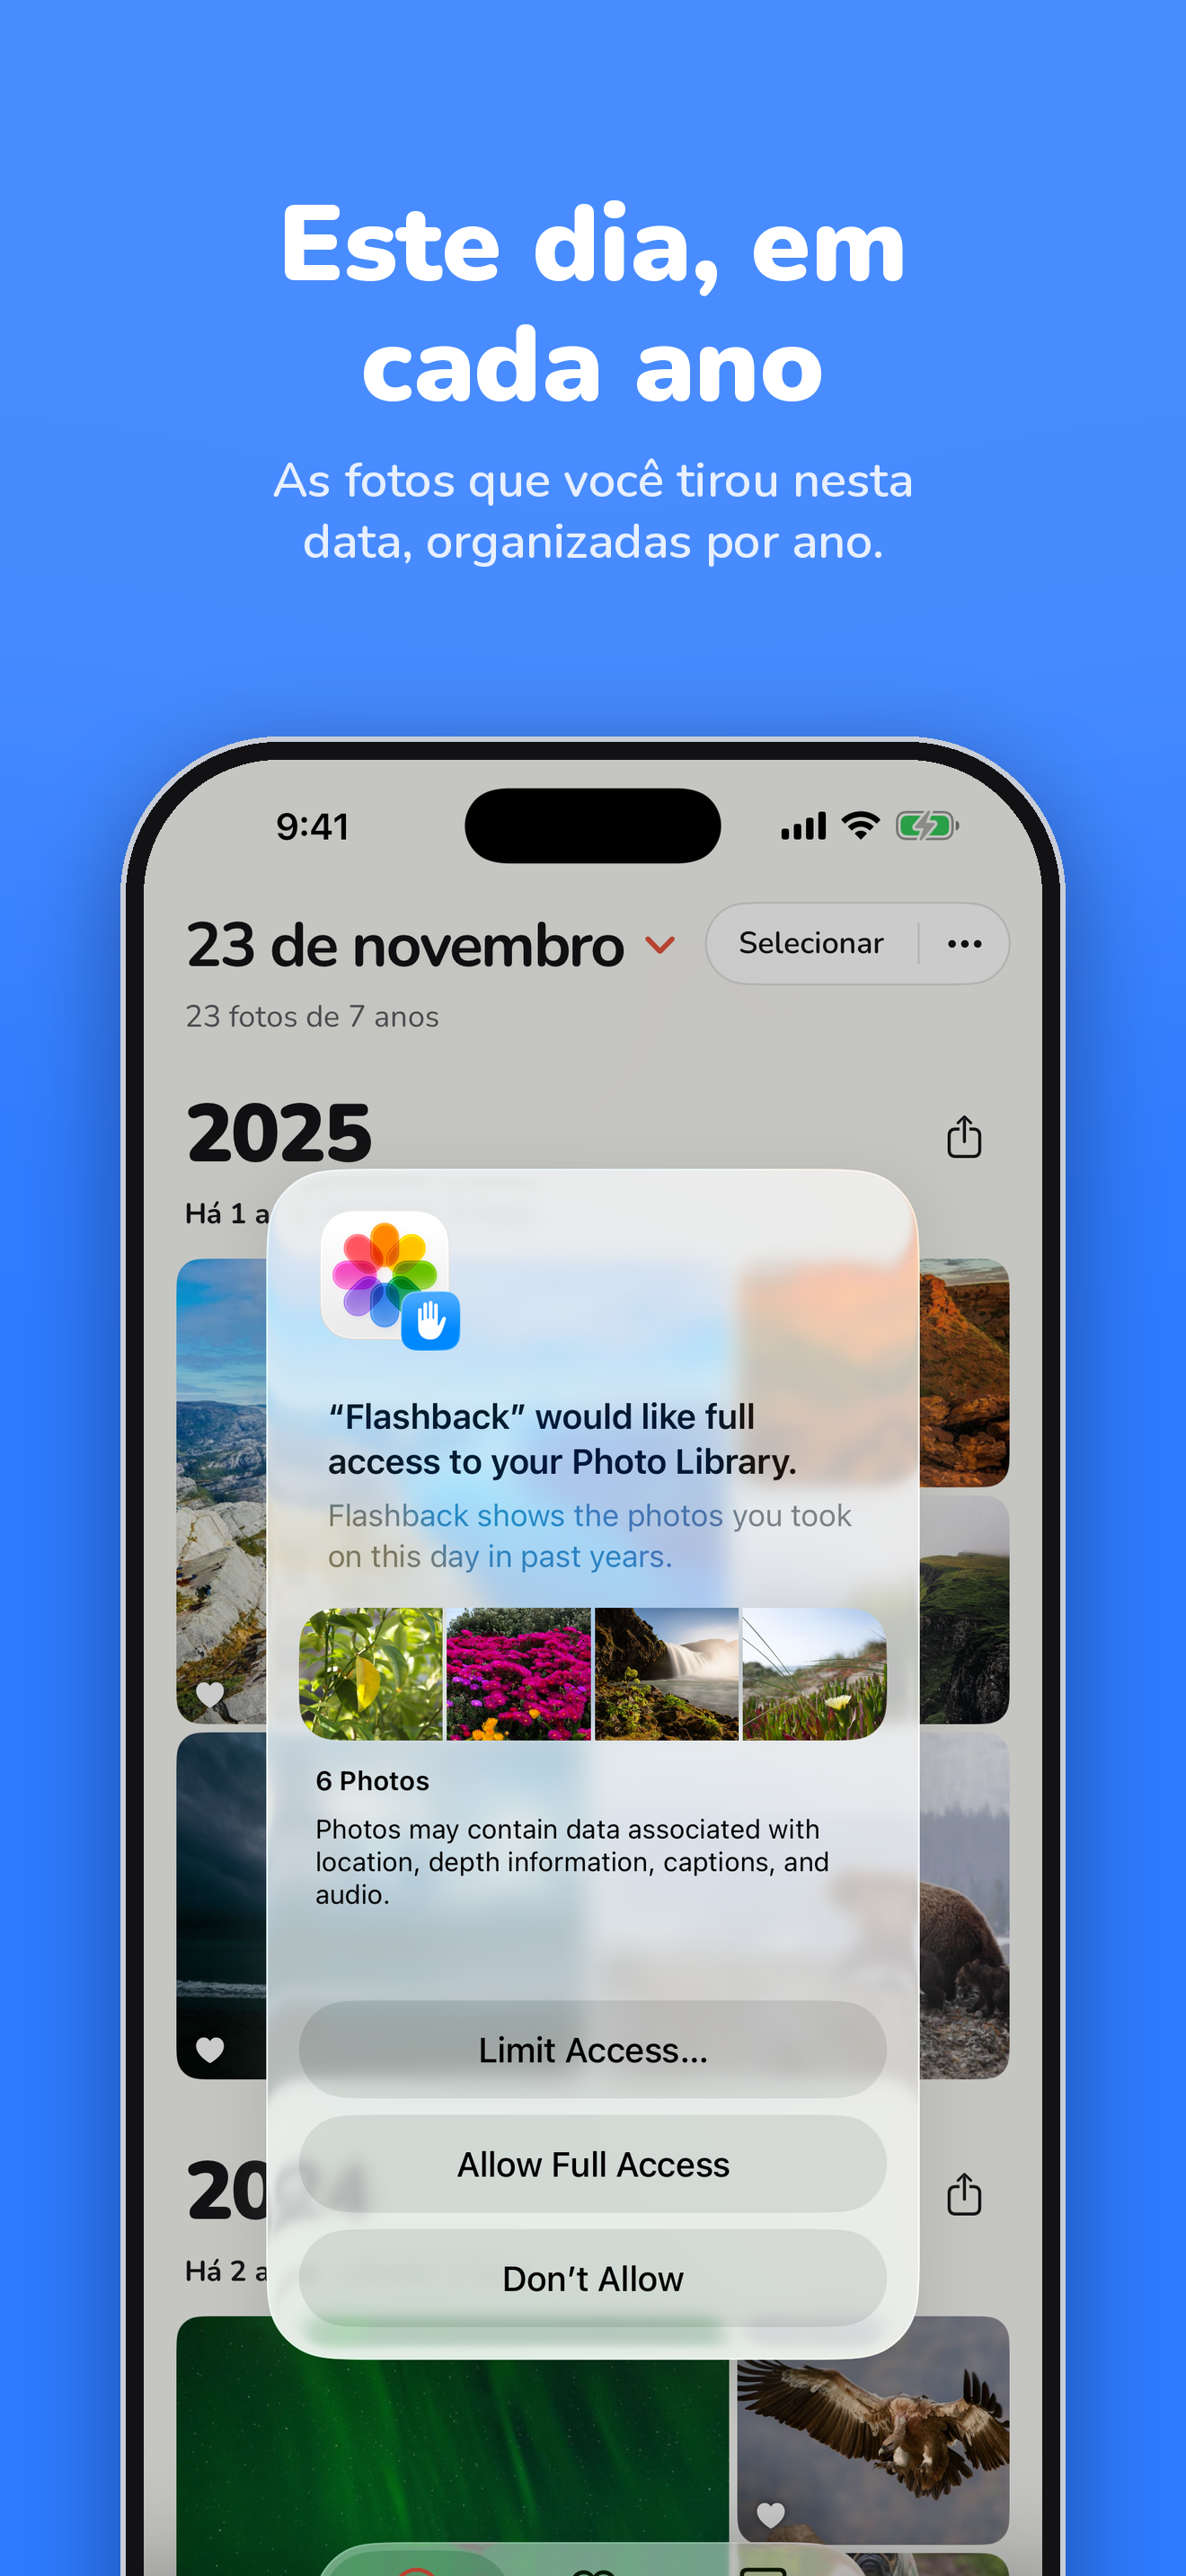 Este dia, em
cada ano
As fotos que você tirou nesta
data, organizadas por ano.
9:41
23 de novembro
Selecionar
23 fotos de 7 anos
2025
Há 1 a
“Flashback” would like full
access to your Photo Library.
Flashback shows the photos you took
on this day in past years.
6 Photos
Photos may contain data associated with
location, depth information, captions, and
audio.
Limit Access...
Allow Full Access
2024
Há 2 a
Don’t Allow